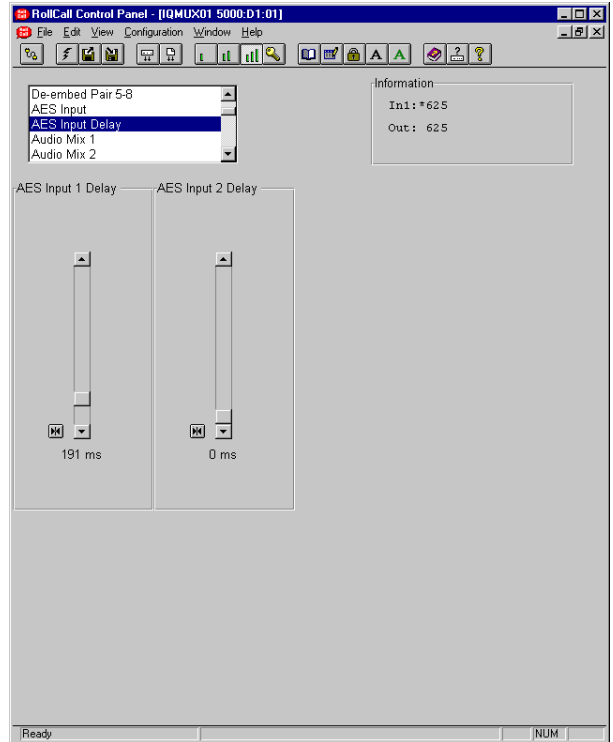 RollCall Control Panel - [IQMUX01 5000:D1:01]
File Edit View Configuration Window Help
A A
De-embed Pair 5-8
AES Input
AES Input Delay
Audio Mix 1
Audio Mix 2
Information
In1:*625
Out: 625
AES Input 1 Delay
AES Input 2 Delay
191 ms
0 ms
Ready
NUM